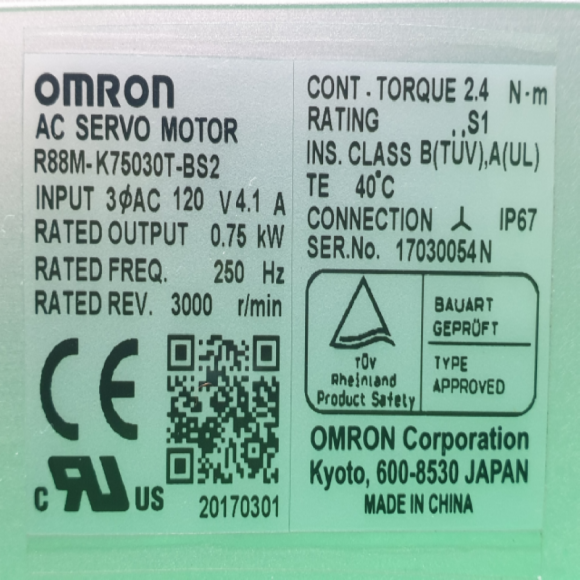 OMRON
AC SERVO MOTOR
R88M-K75030T-BS2
INPUT 3ϕAC 120 V 4.1 A
RATED OUTPUT 0.75 kW
RATED FREQ. 250 Hz
RATED REV. 3000 r/min
CE
c RU US
20170301
CONT. TORQUE 2.4 N·m
RATING S1
INS. CLASS B(TÜV),A(UL)
TE 40°C
CONNECTION 人 IP67
SER.No. 17030054N
TÜV
Rheinland
Product Safety
BAUART
GEPRÜFT
TYPE
APPROVED
OMRON Corporation
Kyoto, 600-8530 JAPAN
MADE IN CHINA